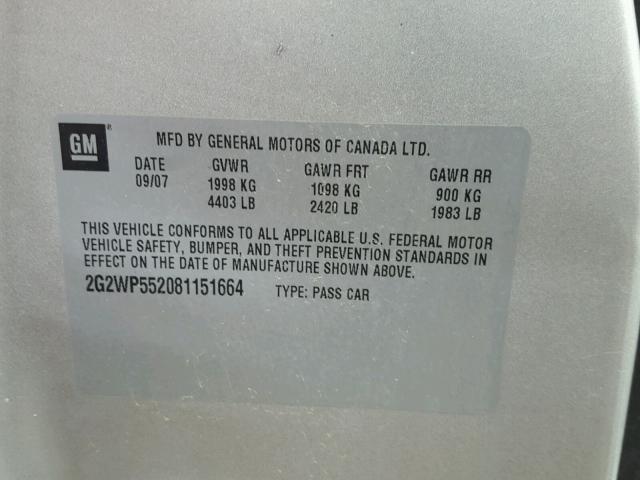 GM®
MFD BY GENERAL MOTORS OF CANADA LTD.
DATE GVWR GAWR FRT GAWR RR
09/07 1998 KG 1098 KG 900 KG
4403 LB 2420 LB 1983 LB
THIS VEHICLE CONFORMS TO ALL APPLICABLE U.S. FEDERAL MOTOR
VEHICLE SAFETY, BUMPER, AND THEFT PREVENTION STANDARDS IN
EFFECT ON THE DATE OF MANUFACTURE SHOWN ABOVE.
2G2WP552081151664 TYPE: PASS CAR